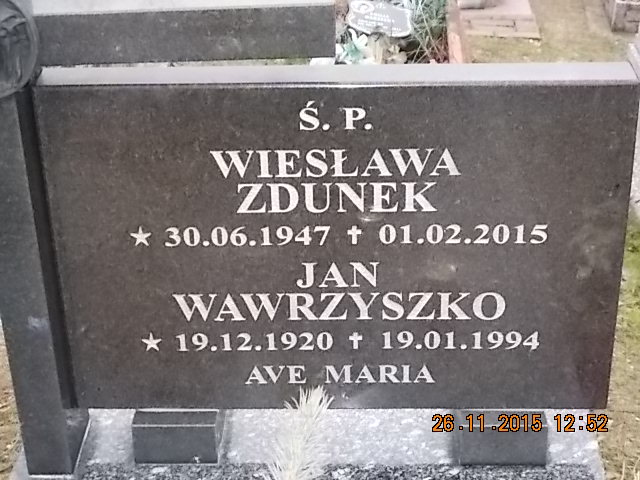 Ś. P.
WIESŁAWA
ZDUNEK
★ 30.06.1947 ✝ 01.02.2015
JAN
WAWRZYSZKO
★ 19.12.1920 ✝ 19.01.1994
AVE MARIA
26.11.2015 12:52